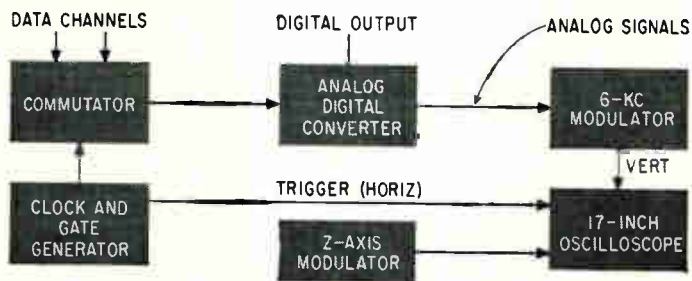 DATA CHANNELS
DIGITAL OUTPUT
ANALOG SIGNALS
COMMUTATOR
ANALOG
DIGITAL
CONVERTER
6-KC
MODULATOR
VERT
TRIGGER (HORIZ)
CLOCK AND
GATE
GENERATOR
Z-AXIS
MODULATOR
17-INCH
OSCILLOSCOPE